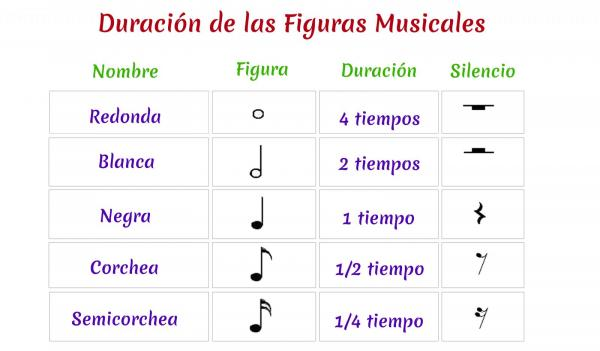 Duración de las Figuras Musicales
Nombre Figura Duración Silencio
Redonda 4 tiempos
Blanca 2 tiempos
Negra 1 tiempo
Corchea 1/2 tiempo
Semicorchea 1/4 tiempo